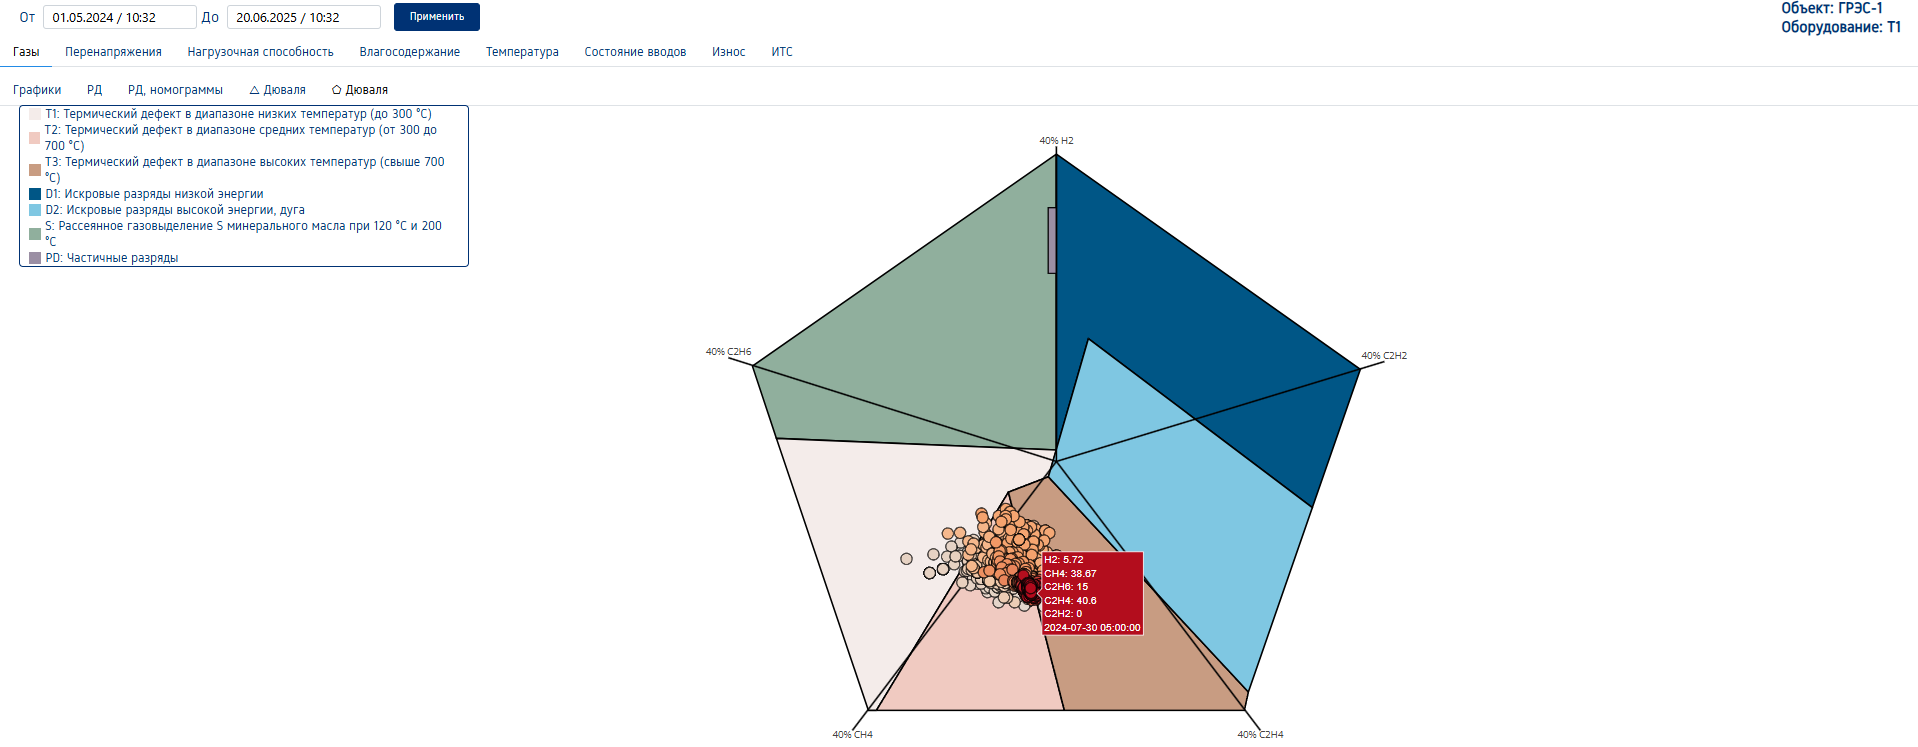 От 01.05.2024 / 10:32 До 20.06.2025 / 10:32 Применить
Объект: ГРЭС-1
Оборудование: Т1
Газы Перенапряжения Нагрузочная способность Влагосодержание Температура Состояние вводов Износ ИТС
Графики РД РД, номограммы △ Дюваля ⬠ Дюваля
T1: Термический дефект в диапазоне низких температур (до 300 °C)
T2: Термический дефект в диапазоне средних температур (от 300 до
700 °C)
T3: Термический дефект в диапазоне высоких температур (свыше 700
°C)
D1: Искровые разряды низкой энергии
D2: Искровые разряды высокой энергии, дуга
S: Рассеянное газовыделение S минерального масла при 120 °C и 200
°C
PD: Частичные разряды
40% H2
40% C2H6
40% C2H2
H2: 5.72
CH4: 38.67
C2H6: 15
C2H4: 40.6
C2H2: 0
2024-07-30 05:00:00
40% CH4
40% C2H4